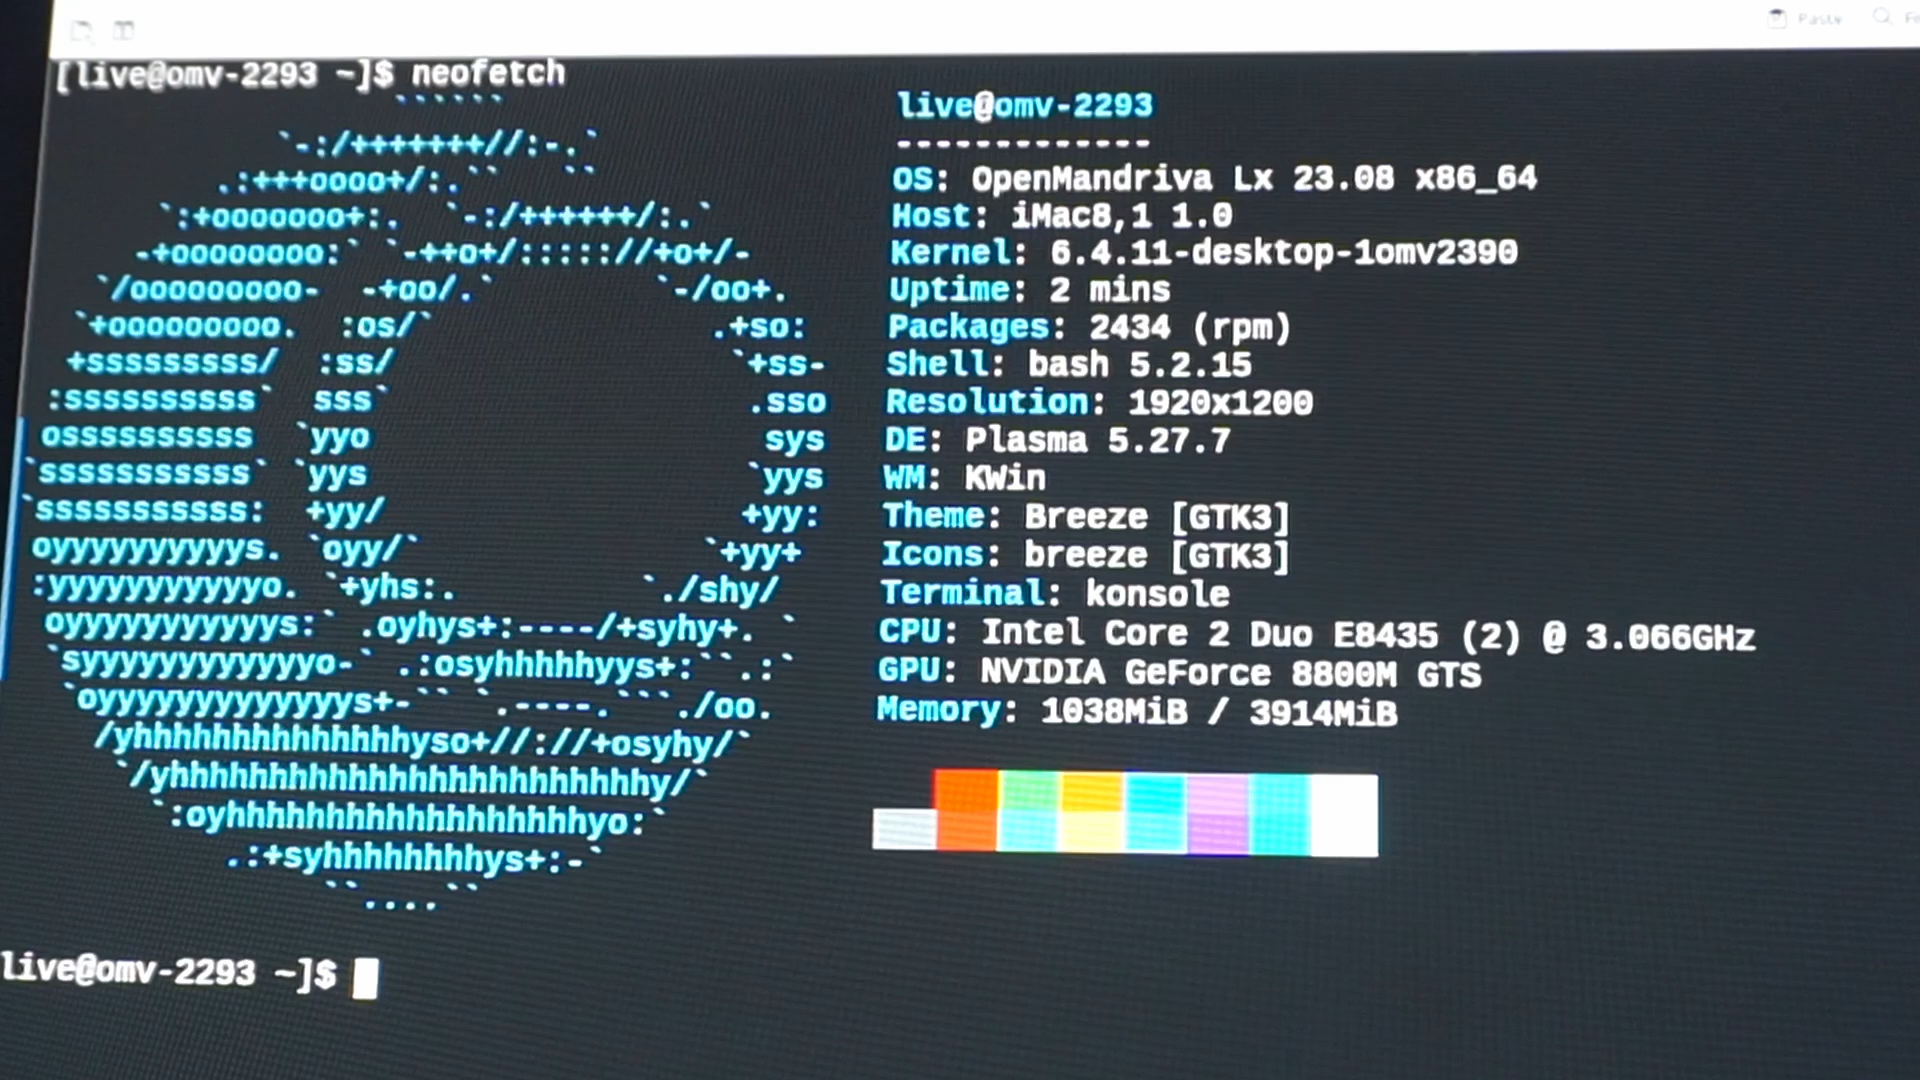 Paste
[live@omv-2293 ~]$ neofetch
live@omv-2293
-------------
OS: OpenMandriva Lx 23.08 x86_64
Host: iMac8,1 1.0
Kernel: 6.4.11-desktop-1omv2390
Uptime: 2 mins
Packages: 2434 (rpm)
Shell: bash 5.2.15
Resolution: 1920x1200
DE: Plasma 5.27.7
WM: KWin
Theme: Breeze [GTK3]
Icons: breeze [GTK3]
Terminal: konsole
CPU: Intel Core 2 Duo E8435 (2) @ 3.066GHz
GPU: NVIDIA GeForce 8800M GTS
Memory: 1038MiB / 3914MiB
live@omv-2293 ~]$